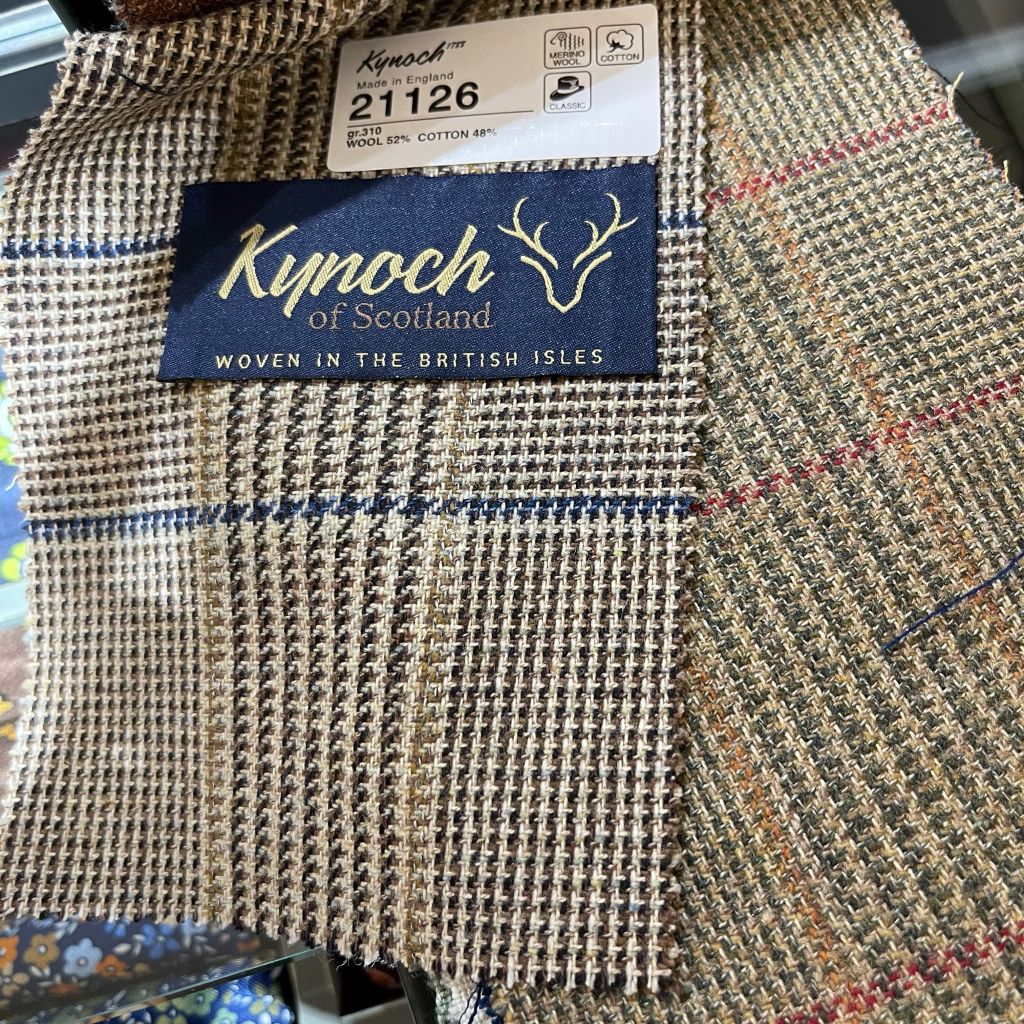 Kynoch 1788
Made in England
21126
gr.310
WOOL 52% COTTON 48%
MERINO
WOOL
COTTON
CLASSIC
Kynoch
of Scotland
WOVEN IN THE BRITISH ISLES